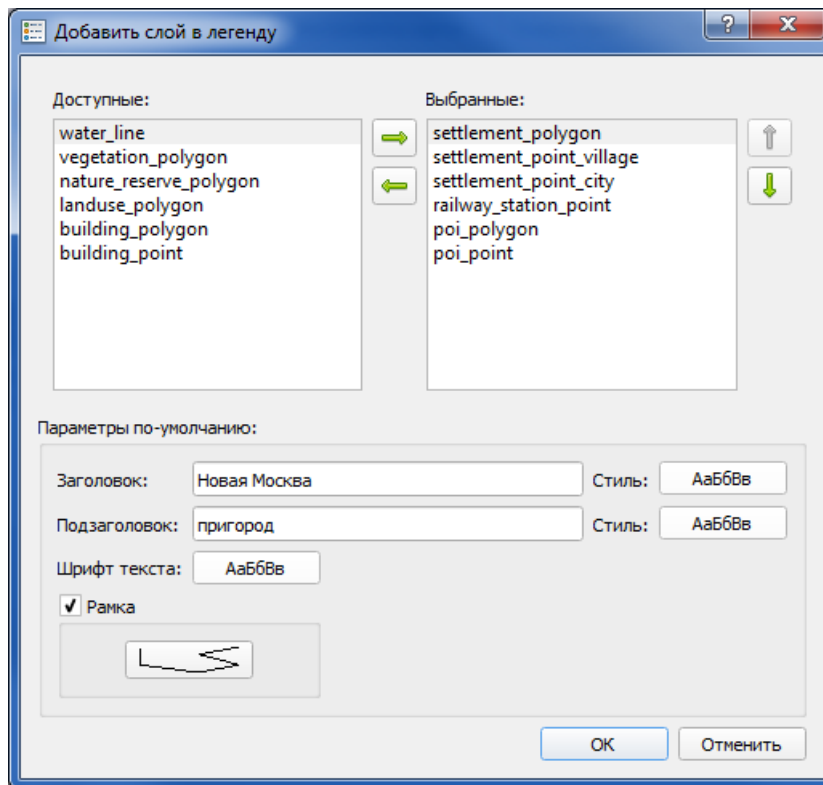 Добавить слой в легенду
?
Доступные:
Выбранные:
water_line
vegetation_polygon
nature_reserve_polygon
landuse_polygon
building_polygon
building_point
settlement_polygon
settlement_point_village
settlement_point_city
railway_station_point
poi_polygon
poi_point
Параметры по-умолчанию:
Заголовок: Новая Москва Стиль: АаБбВв
Подзаголовок: пригород Стиль: АаБбВв
Шрифт текста: АаБбВв
Рамка
OK Отменить